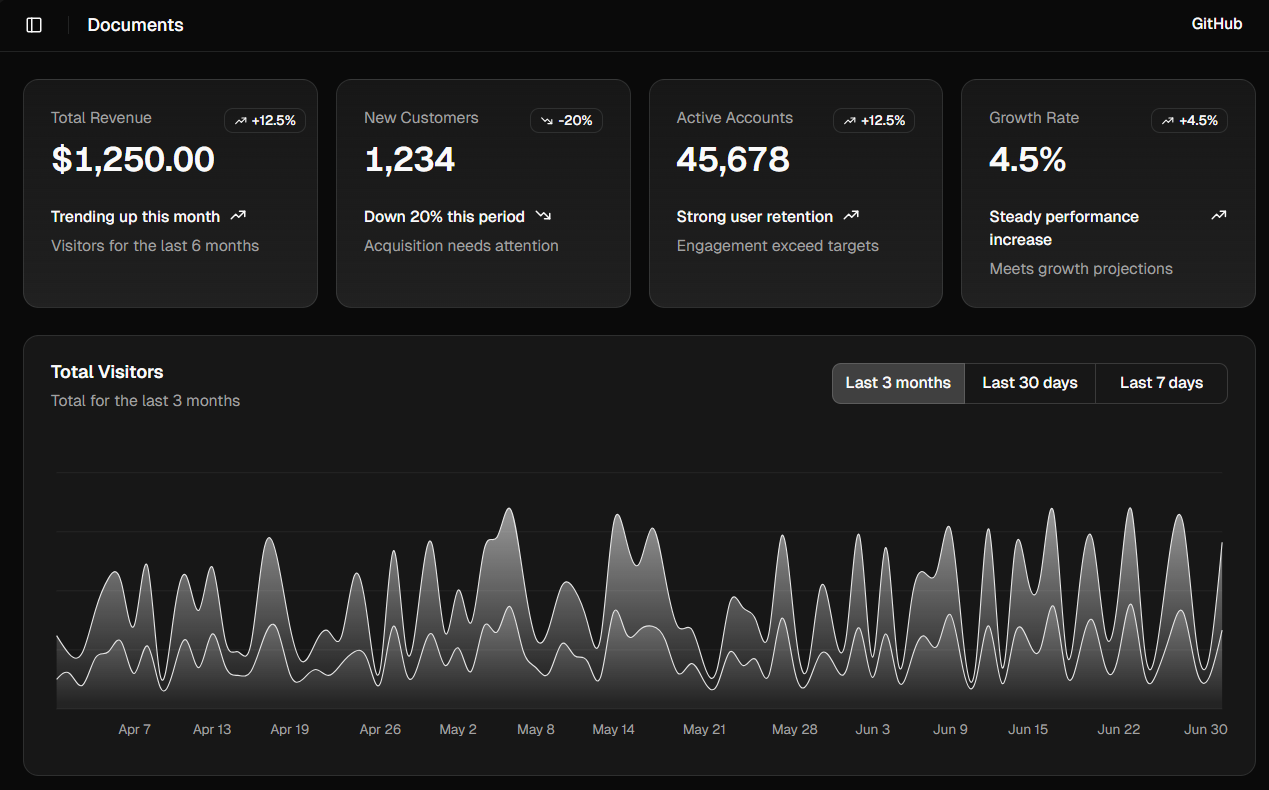 Documents
GitHub
Total Revenue
+12.5%
$1,250.00
Trending up this month
Visitors for the last 6 months
New Customers
-20%
1,234
Down 20% this period
Acquisition needs attention
Active Accounts
+12.5%
45,678
Strong user retention
Engagement exceed targets
Growth Rate
+4.5%
4.5%
Steady performance
increase
Meets growth projections
Total Visitors
Total for the last 3 months
Last 3 months
Last 30 days
Last 7 days
Apr 7
Apr 13
Apr 19
Apr 26
May 2
May 8
May 14
May 21
May 28
Jun 3
Jun 9
Jun 15
Jun 22
Jun 30